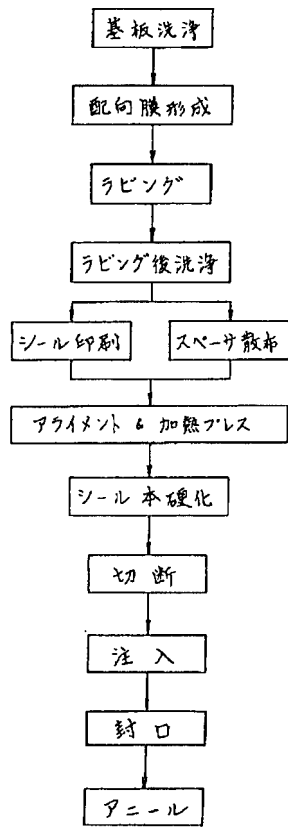 基板洗浄
配向膜形成
ラビング
ラビング後洗浄
シール印刷
スペーサ散布
アライメント & 加熱プレス
シール本硬化
切断
注入
封口
アニール